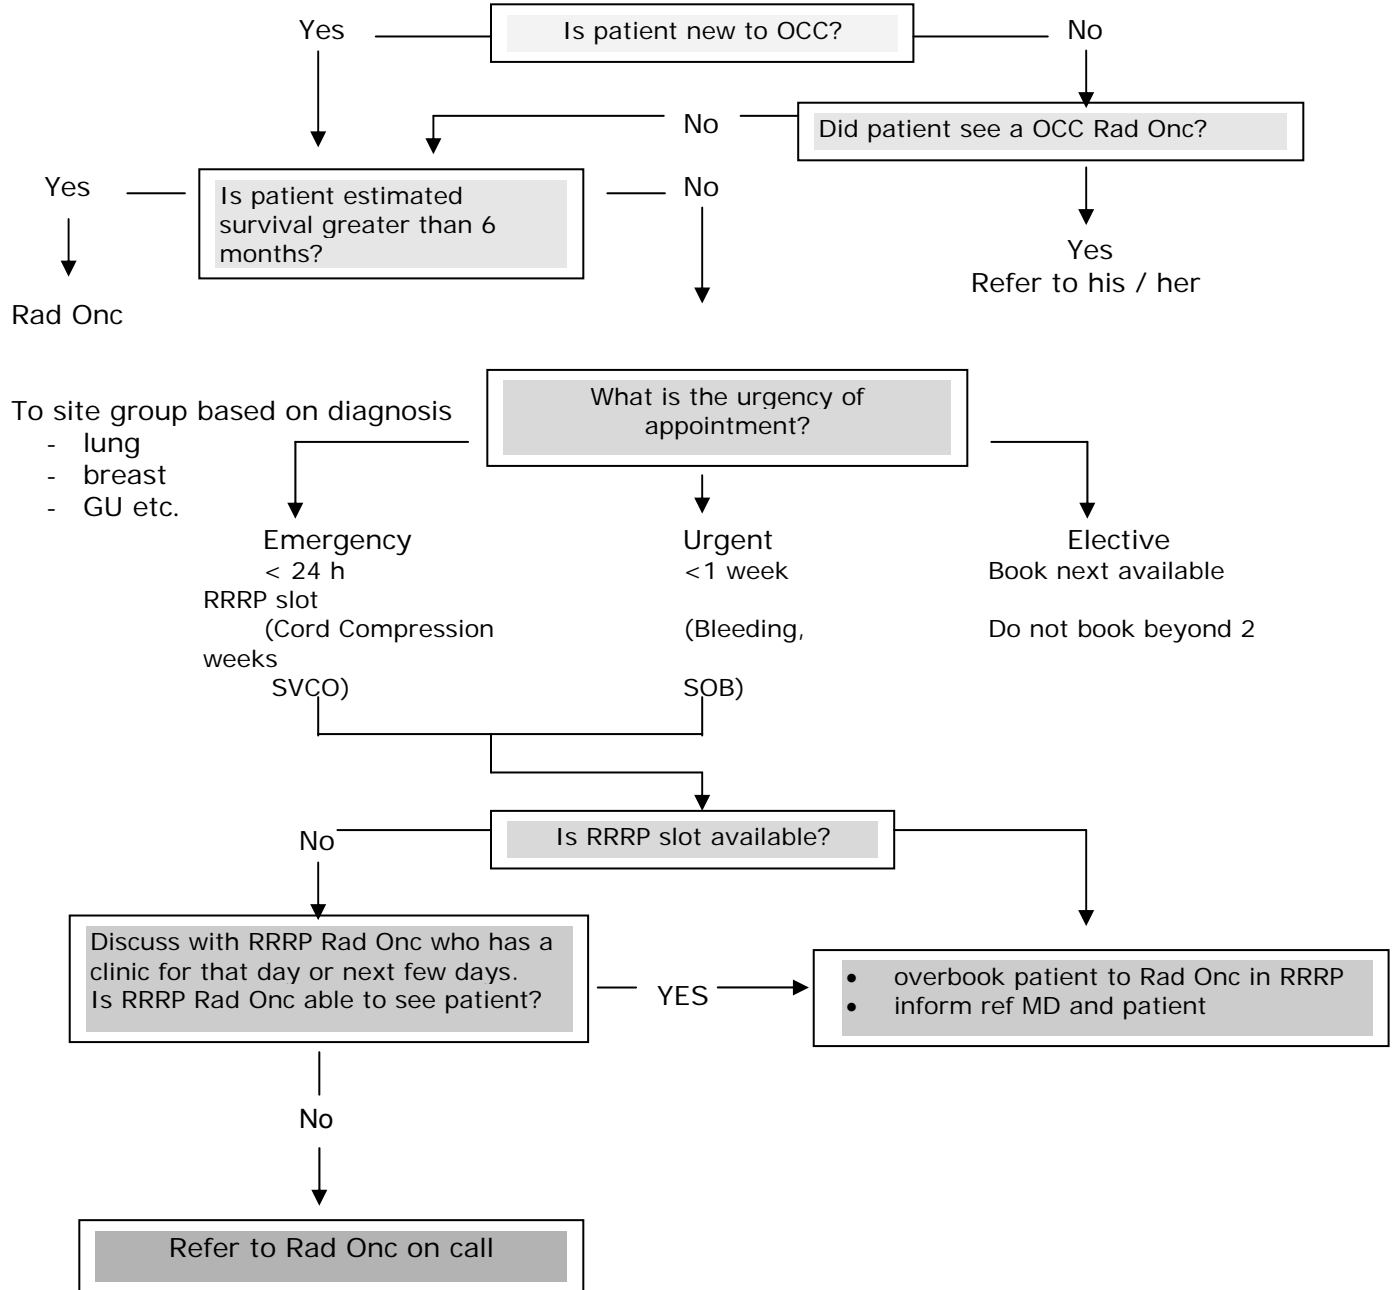 Yes
Is patient new to OCC?
No
No
Did patient see a OCC Rad Onc?
Yes
Is patient estimated
survival greater than 6
months?
No
Yes
Refer to his / her
Rad Onc
To site group based on diagnosis
- lung
- breast
- GU etc.
What is the urgency of
appointment?
Emergency
Urgent
Elective
< 24 h
<1 week
Book next available
RRRP slot
(Cord Compression
(Bleeding,
Do not book beyond 2
weeks
SVCO)
SOB)
No
Is RRRP slot available?
Discuss with RRRP Rad Onc who has a
clinic for that day or next few days.
Is RRRP Rad Onc able to see patient?
YES
• overbook patient to Rad Onc in RRRP
• inform ref MD and patient
No
Refer to Rad Onc on call